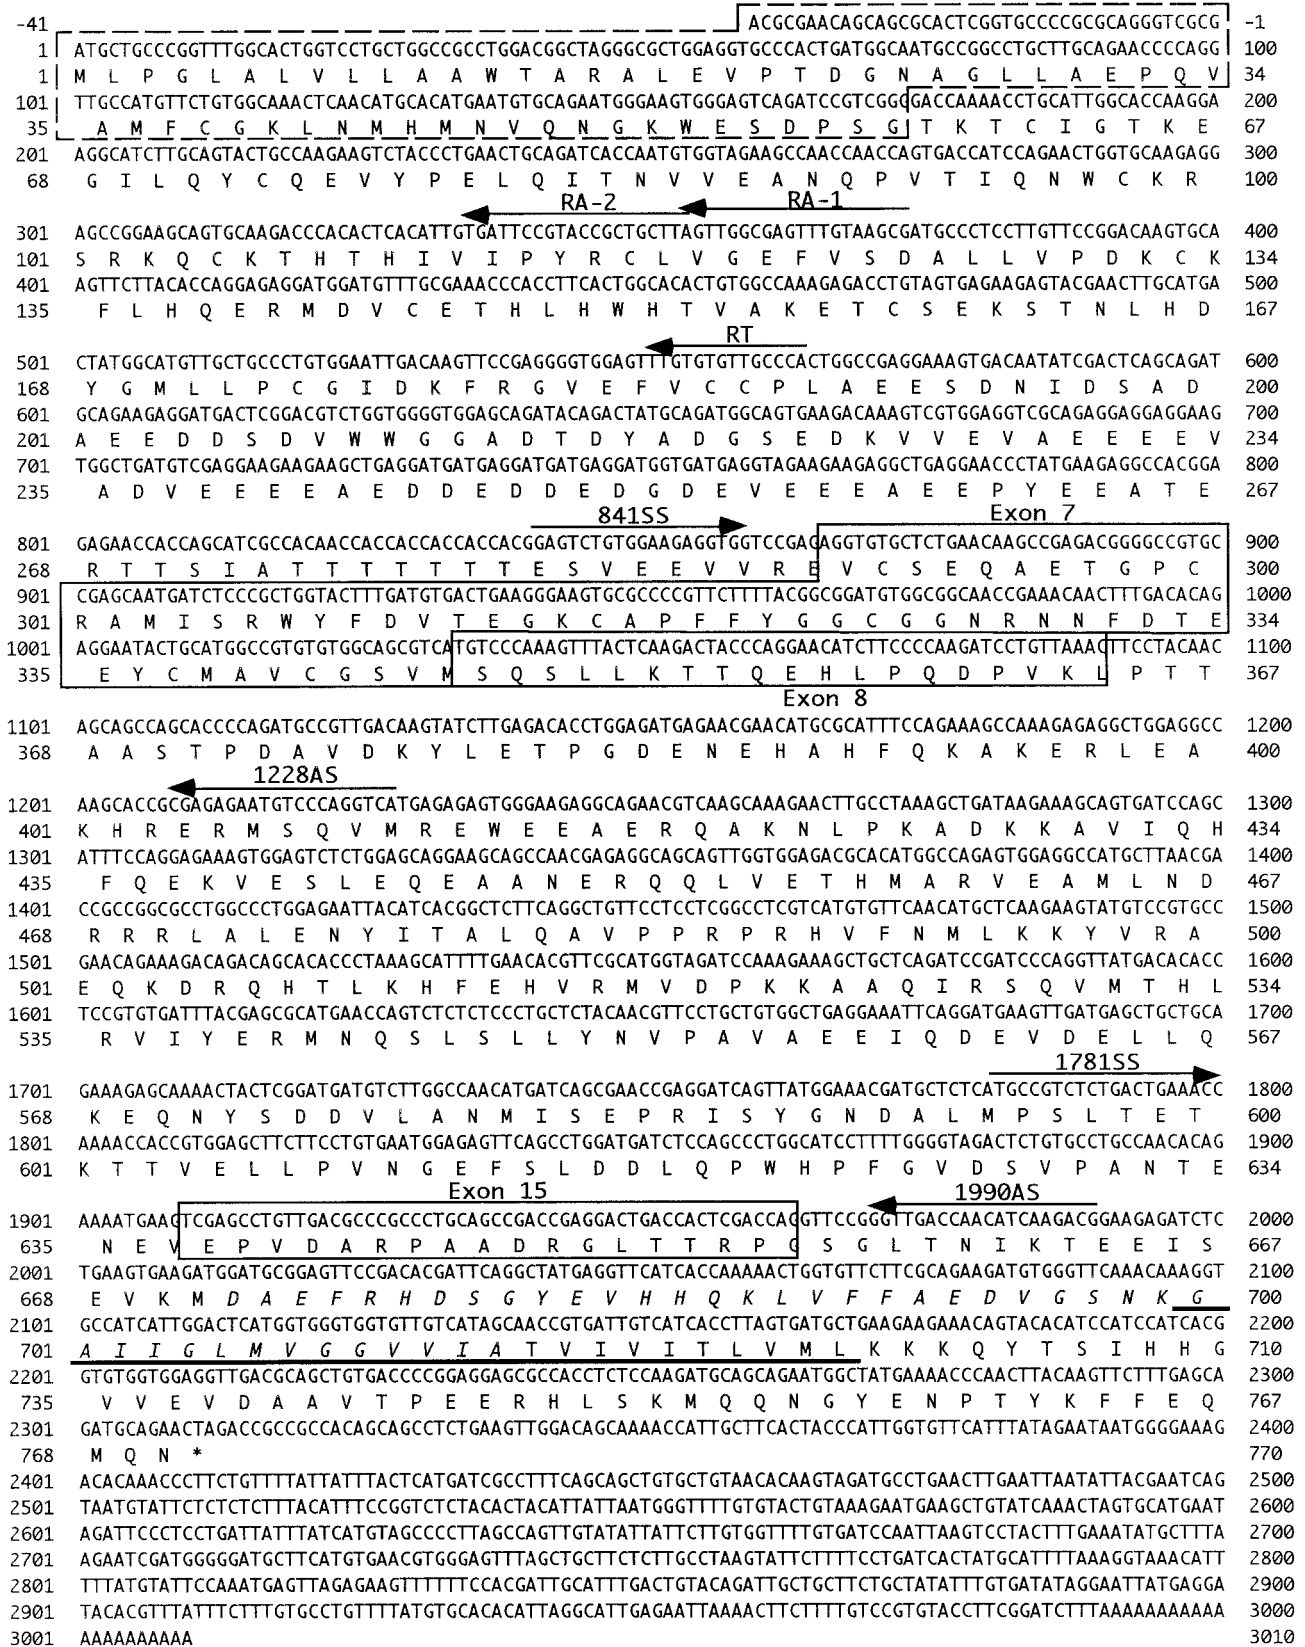 -41 ACGCGAACAGCAGCGCACTCGGTGCCCCGCGCAGGGTCGCG -1
1 ATGCTGCCCGGTTTGGCACTGGTCCTGCTGGCCGCCTGGACGGCTAGGGCGCTGGAGGTGCCCACTGATGGCAATGCCGGCCTGCTTGCAGAACCCCAGG 100
1 M L P G L A L V L L A A W T A R A L E V P T D G N A G L L A E P Q V 34
101 TTGCCATGTTCTGTGGCAAACTCAACATGCACATGAATGTGCAGAATGGGAAGTGGGAGTCAGATCCGTCGGGGACCAAAACCTGCATTGGCACCAAGGA 200
35 A M F C G K L N M H M N V Q N G K W E S D P S G T K T C I G T K E 67
201 AGGCATCTTGCAGTACTGCCAAGAAGTCTACCCTGAACTGCAGATCACCAATGTGGTAGAAGCCAACCAACCAGTGACCATCCAGAACTGGTGCAAGAGG 300
68 G I L Q Y C Q E V Y P E L Q I T N V V E A N Q P V T I Q N W C K R 100
RA-2 RA-1
301 AGCCGGAAGCAGTGCAAGACCCACACTCACATTGTGATTCCGTACCGCTGCTTAGTTGGCGAGTTTGTAAGCGATGCCCTCCTTGTTCCGGACAAGTGCA 400
101 S R K Q C K T H T H I V I P Y R C L V G E F V S D A L L V P D K C K 134
401 AGTTCTTACACCAGGAGAGGATGGATGTTTGCGAAACCCACCTTCACTGGCACACTGTGGCCAAAGAGACCTGTAGTGAGAAGAGTACGAACTTGCATGA 500
135 F L H Q E R M D V C E T H L H W H T V A K E T C S E K S T N L H D 167
RT
501 CTATGGCATGTTGCTGCCCTGTGGAATTGACAAGTTCCGAGGGGTGGAGTTTGTGTGTTGCCCACTGGCCGAGGAAAGTGACAATATCGACTCAGCAGAT 600
168 Y G M L L P C G I D K F R G V E F V C C P L A E E S D N I D S A D 200
601 GCAGAAGAGGATGACTCGGACGTCTGGTGGGGTGGAGCAGATACAGACTATGCAGATGGCAGTGAAGACAAAGTCGTGGAGGTCGCAGAGGAGGAGGAAG 700
201 A E E D D S D V W W G G A D T D Y A D G S E D K V V E V A E E E E V 234
701 TGGCTGATGTCGAGGAAGAAGAAGCTGAGGATGATGAGGATGATGAGGATGGTGATGAGGTAGAAGAAGAGGCTGAGGAACCCTATGAAGAGGCCACGGA 800
235 A D V E E E E A E D D E D D E D G D E V E E E A E E P Y E E A T E 267
841SS Exon 7
801 GAGAACCACCAGCATCGCCACAACCACCACCACCACCACGGAGTCTGTGGAAGAGGTGGTCCGAGAGGTGTGCTCTGAACAAGCCGAGACGGGGCCGTGC 900
268 R T T S I A T T T T T T T E S V E E V V R E V C S E Q A E T G P C 300
901 CGAGCAATGATCTCCCGCTGGTACTTTGATGTGACTGAAGGGAAGTGCGCCCCGTTCTTTTACGGCGGATGTGGCGGCAACCGAAACAACTTTGACACAG 1000
301 R A M I S R W Y F D V T E G K C A P F F Y G G C G G N R N N F D T E 334
1001 AGGAATACTGCATGGCCGTGTGTGGCAGCGTCATGTCCCAAAGTTTACTCAAGACTACCCAGGAACATCTTCCCCAAGATCCTGTTAAACTTCCTACAAC 1100
335 E Y C M A V C G S V M S Q S L L K T T Q E H L P Q D P V K L P T T 367
Exon 8
1101 AGCAGCCAGCACCCCAGATGCCGTTGACAAGTATCTTGAGACACCTGGAGATGAGAACGAACATGCGCATTTCCAGAAAGCCAAAGAGAGGCTGGAGGCC 1200
368 A A S T P D A V D K Y L E T P G D E N E H A H F Q K A K E R L E A 400
1228AS
1201 AAGCACCGCGAGAGAATGTCCCAGGTCATGAGAGAGTGGGAAGAGGCAGAACGTCAAGCAAAGAACTTGCCTAAAGCTGATAAGAAAGCAGTGATCCAGC 1300
401 K H R E R M S Q V M R E W E E A E R Q A K N L P K A D K K A V I Q H 434
1301 ATTTCCAGGAGAAAGTGGAGTCTCTGGAGCAGGAAGCAGCCAACGAGAGGCAGCAGTTGGTGGAGACGCACATGGCCAGAGTGGAGGCCATGCTTAACGA 1400
435 F Q E K V E S L E Q E A A N E R Q Q L V E T H M A R V E A M L N D 467
1401 CCGCCGGCGCCTGGCCCTGGAGAATTACATCACGGCTCTTCAGGCTGTTCCTCCTCGGCCTCGTCATGTGTTCAACATGCTCAAGAAGTATGTCCGTGCC 1500
468 R R R L A L E N Y I T A L Q A V P P R P R H V F N M L K K Y V R A 500
1501 GAACAGAAAGACAGACAGCACACCCTAAAGCATTTTGAACACGTTCGCATGGTAGATCCAAAGAAAGCTGCTCAGATCCGATCCCAGGTTATGACACACC 1600
501 E Q K D R Q H T L K H F E H V R M V D P K K A A Q I R S Q V M T H L 534
1601 TCCGTGTGATTTACGAGCGCATGAACCAGTCTCTCTCCCTGCTCTACAACGTTCCTGCTGTGGCTGAGGAAATTCAGGATGAAGTTGATGAGCTGCTGCA 1700
535 R V I Y E R M N Q S L S L L Y N V P A V A E E I Q D E V D E L L Q 567
1781SS
1701 GAAAGAGCAAAACTACTCGGATGATGTCTTGGCCAACATGATCAGCGAACCGAGGATCAGTTATGGAAACGATGCTCTCATGCCGTCTCTGACTGAAACC 1800
568 K E Q N Y S D D V L A N M I S E P R I S Y G N D A L M P S L T E T 600
1801 AAAACCACCGTGGAGCTTCTTCCTGTGAATGGAGAGTTCAGCCTGGATGATCTCCAGCCCTGGCATCCTTTTGGGGTAGACTCTGTGCCTGCCAACACAG 1900
601 K T T V E L L P V N G E F S L D D L Q P W H P F G V D S V P A N T E 634
Exon 15 1990AS
1901 AAAATGAAGTCGAGCCTGTTGACGCCCGCCCTGCAGCCGACCGAGGACTGACCACTCGACCAGGTTCCGGGTTGACCAACATCAAGACGGAAGAGATCTC 2000
635 N E V E P V D A R P A A D R G L T T R P G S G L T N I K T E E I S 667
2001 TGAAGTGAAGATGGATGCGGAGTTCCGACACGATTCAGGCTATGAGGTTCATCACCAAAAACTGGTGTTCTTCGCAGAAGATGTGGGTTCAAACAAAGGT 2100
668 E V K M D A E F R H D S G Y E V H H Q K L V F F A E D V G S N K G 700
2101 GCCATCATTGGACTCATGGTGGGTGGTGTTGTCATAGCAACCGTGATTGTCATCACCTTAGTGATGCTGAAGAAGAAACAGTACACATCCATCCATCACG 2200
701 A I I G L M V G G V V I A T V I V I T L V M L K K K Q Y T S I H H G 710
2201 GTGTGGTGGAGGTTGACGCAGCTGTGACCCCGGAGGAGCGCCACCTCTCCAAGATGCAGCAGAATGGCTATGAAAACCCAACTTACAAGTTCTTTGAGCA 2300
735 V V E V D A A V T P E E R H L S K M Q Q N G Y E N P T Y K F F E Q 767
2301 GATGCAGAACTAGACCGCCGCCACAGCAGCCTCTGAAGTTGGACAGCAAAACCATTGCTTCACTACCCATTGGTGTTCATTTATAGAATAATGGGGAAAG 2400
768 M Q N * 770
2401 ACACAAACCCTTCTGTTTTATTATTTACTCATGATCGCCTTTCAGCAGCTGTGCTGTAACACAAGTAGATGCCTGAACTTGAATTAATATTACGAATCAG 2500
2501 TAATGTATTCTCTCTCTTTACATTTCCGGTCTCTACACTACATTATTAATGGGTTTTGTGTACTGTAAAGAATGAAGCTGTATCAAACTAGTGCATGAAT 2600
2601 AGATTCCCTCCTGATTATTTATCATGTAGCCCCTTAGCCAGTTGTATATTATTCTTGTGGTTTTGTGATCCAATTAAGTCCTACTTTGAAATATGCTTTA 2700
2701 AGAATCGATGGGGGATGCTTCATGTGAACGTGGGAGTTTAGCTGCTTCTCTTGCCTAAGTATTCTTTTCCTGATCACTATGCATTTTAAAGGTAAACATT 2800
2801 TTTATGTATTCCAAATGAGTTAGAGAAGTTTTTTCCACGATTGCATTTGACTGTACAGATTGCTGCTTCTGCTATATTTGTGATATAGGAATTATGAGGA 2900
2901 TACACGTTTATTTCTTTGTGCCTGTTTTATGTGCACACATTAGGCATTGAGAATTAAAACTTCTTTTGTCCGTGTACCTTCGGATCTTTAAAAAAAAAAA 3000
3001 AAAAAAAAAA 3010